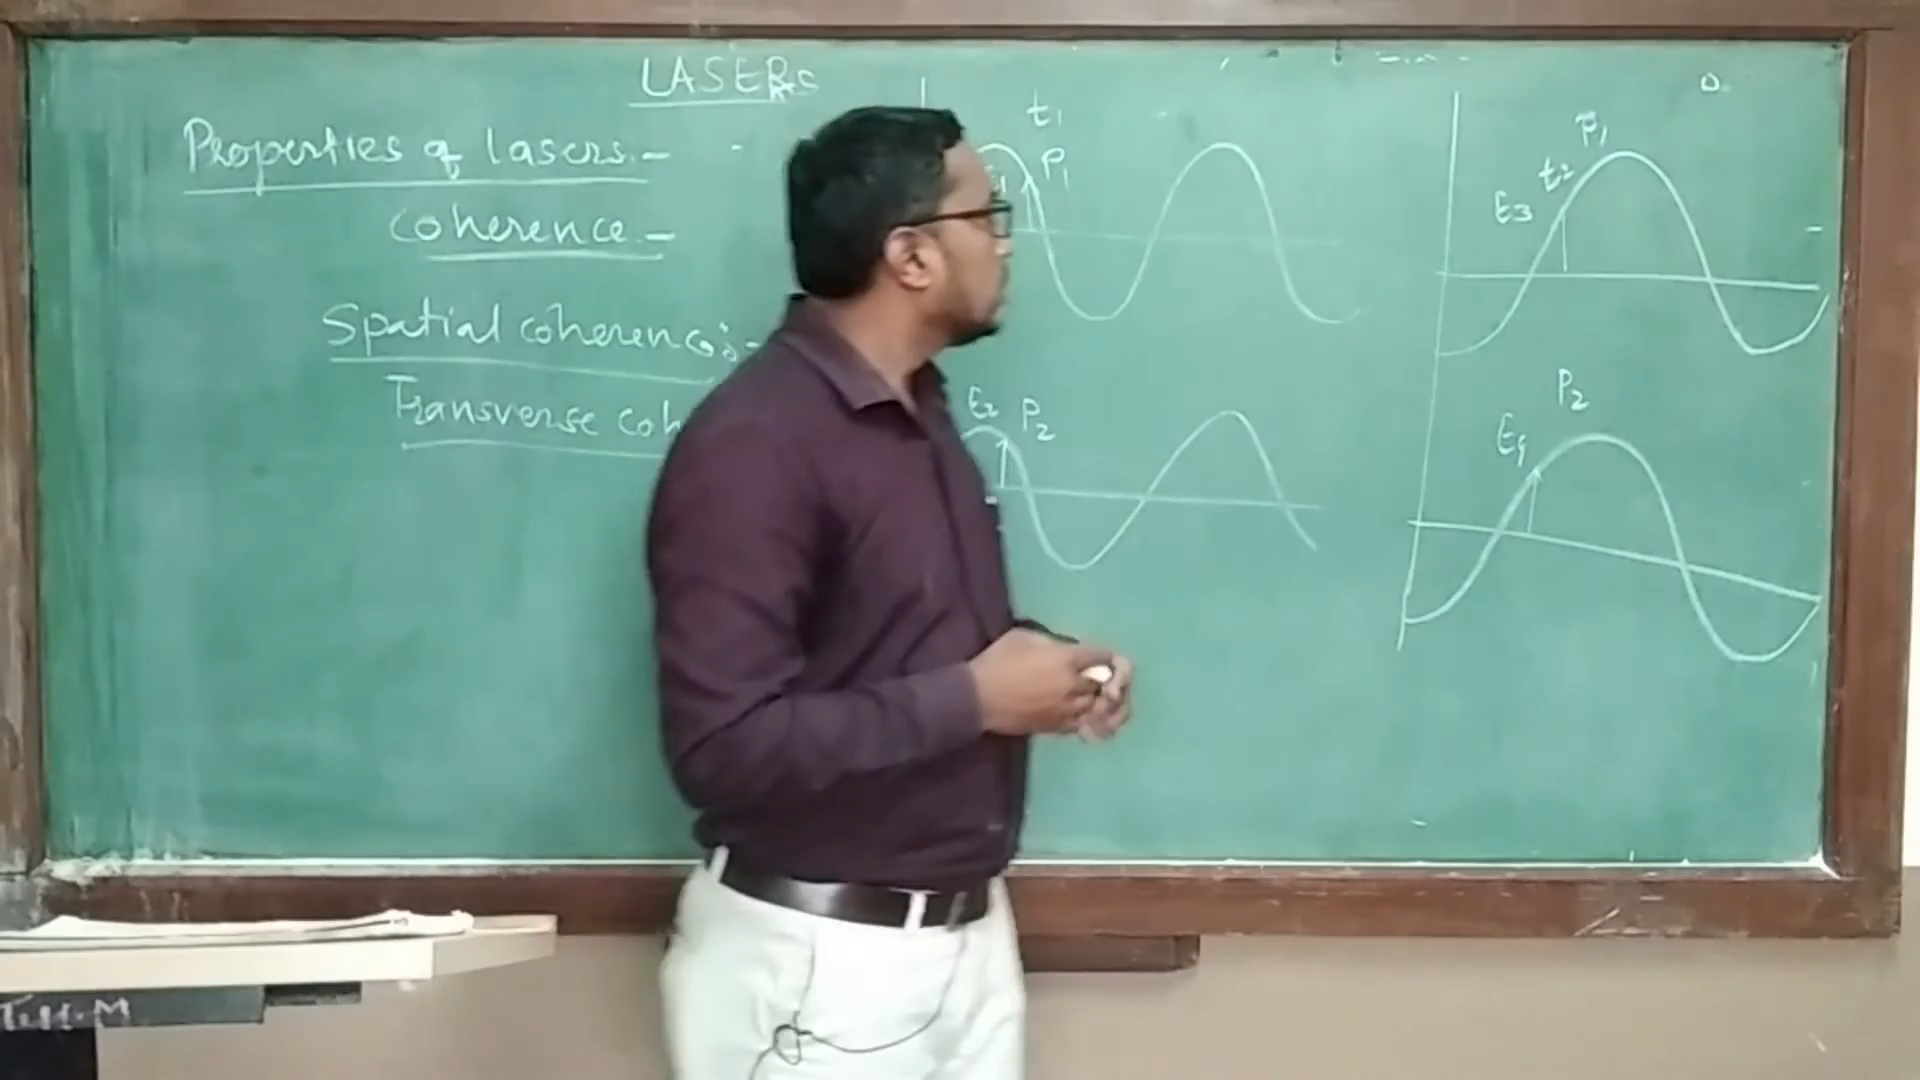 LASERs
Properties of lasers:-
coherence:-
Spatial coherence:-
Transverse coh
t1
P1
E2 P2
P1
t2
E3
P2
E4